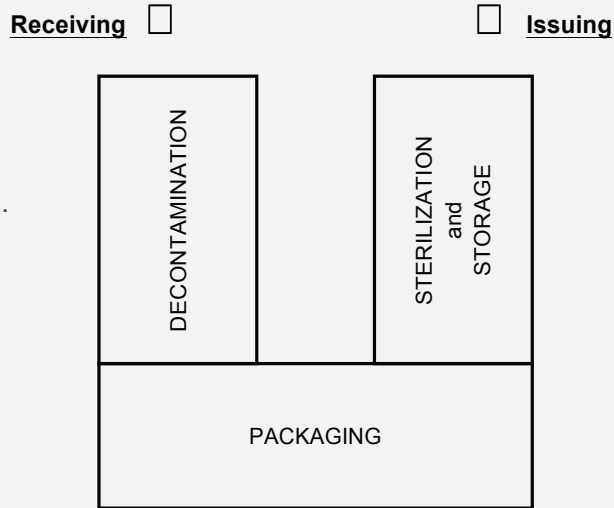 Receiving
Issuing
DECONTAMINATION
STERILIZATION
and
STORAGE
PACKAGING